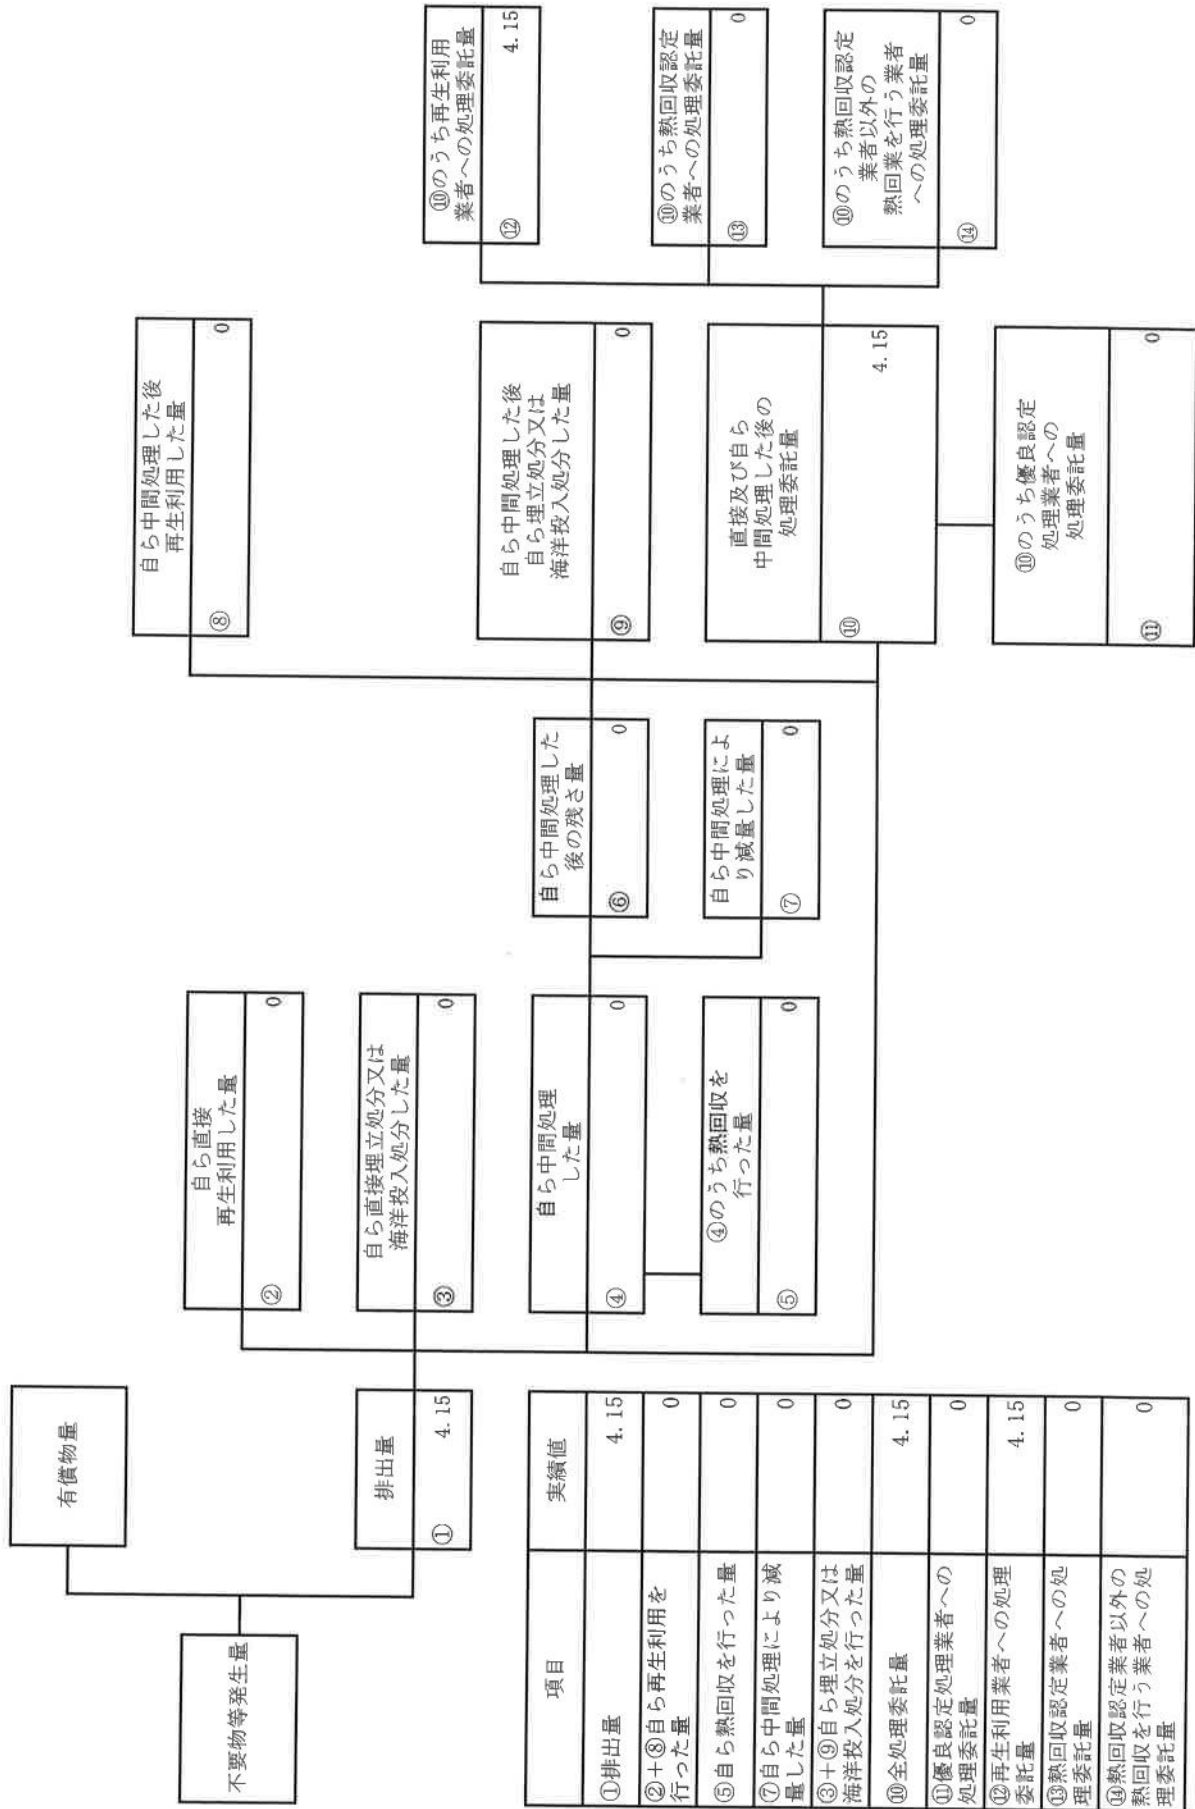 不要物等発生量
有償物量
排出量
① 4.15
自ら直接
再生利用した量
② 0
自ら直接埋立処分又は
海洋投入処分した量
③ 0
自ら中間処理
した量
④ 0
④のうち熱回収を
行った量
⑤ 0
自ら中間処理した
後の残さ量
⑥ 0
自ら中間処理によ
り減量した量
⑦ 0
自ら中間処理した後
再生利用した量
⑧ 0
自ら中間処理した後
自ら埋立処分又は
海洋投入処分した量
⑨ 0
直接及び自ら
中間処理した後の
処理委託量
⑩ 4.15
⑩のうち優良認定
処理業者への
処理委託量
⑪ 0
⑩のうち再生利用
業者への処理委託量
⑫ 4.15
⑩のうち熱回収認定
業者への処理委託量
⑬ 0
⑩のうち熱回収認定
業者以外の
熱回業を行う業者
への処理委託量
⑭ 0
項目 実績値
①排出量 4.15
②+⑧自ら再生利用を
行った量 0
⑤自ら熱回収を行った量 0
⑦自ら中間処理により減
量した量 0
③+⑨自ら埋立処分又は
海洋投入処分を行った量 0
⑩全処理委託量 4.15
⑪優良認定処理業者への
処理委託量 0
⑫再生利用業者への処理
委託量 4.15
⑬熱回収認定業者への処
理委託量 0
⑭熱回収認定業者以外の
熱回収を行う業者への処
理委託量 0